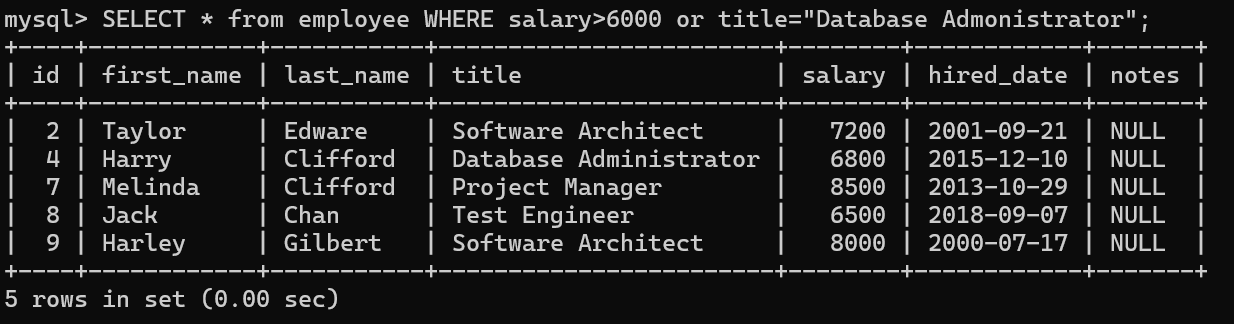 mysql> SELECT * from employee WHERE salary>6000 or title="Database Admonistrator";
+----+------------+-----------+------------------------+--------+------------+-------+
| id | first_name | last_name | title                  | salary | hired_date | notes |
+----+------------+-----------+------------------------+--------+------------+-------+
|  2 | Taylor     | Edware    | Software Architect     |   7200 | 2001-09-21 | NULL  |
|  4 | Harry      | Clifford  | Database Administrator |   6800 | 2015-12-10 | NULL  |
|  7 | Melinda    | Clifford  | Project Manager        |   8500 | 2013-10-29 | NULL  |
|  8 | Jack       | Chan      | Test Engineer          |   6500 | 2018-09-07 | NULL  |
|  9 | Harley     | Gilbert   | Software Architect     |   8000 | 2000-07-17 | NULL  |
+----+------------+-----------+------------------------+--------+------------+-------+
5 rows in set (0.00 sec)